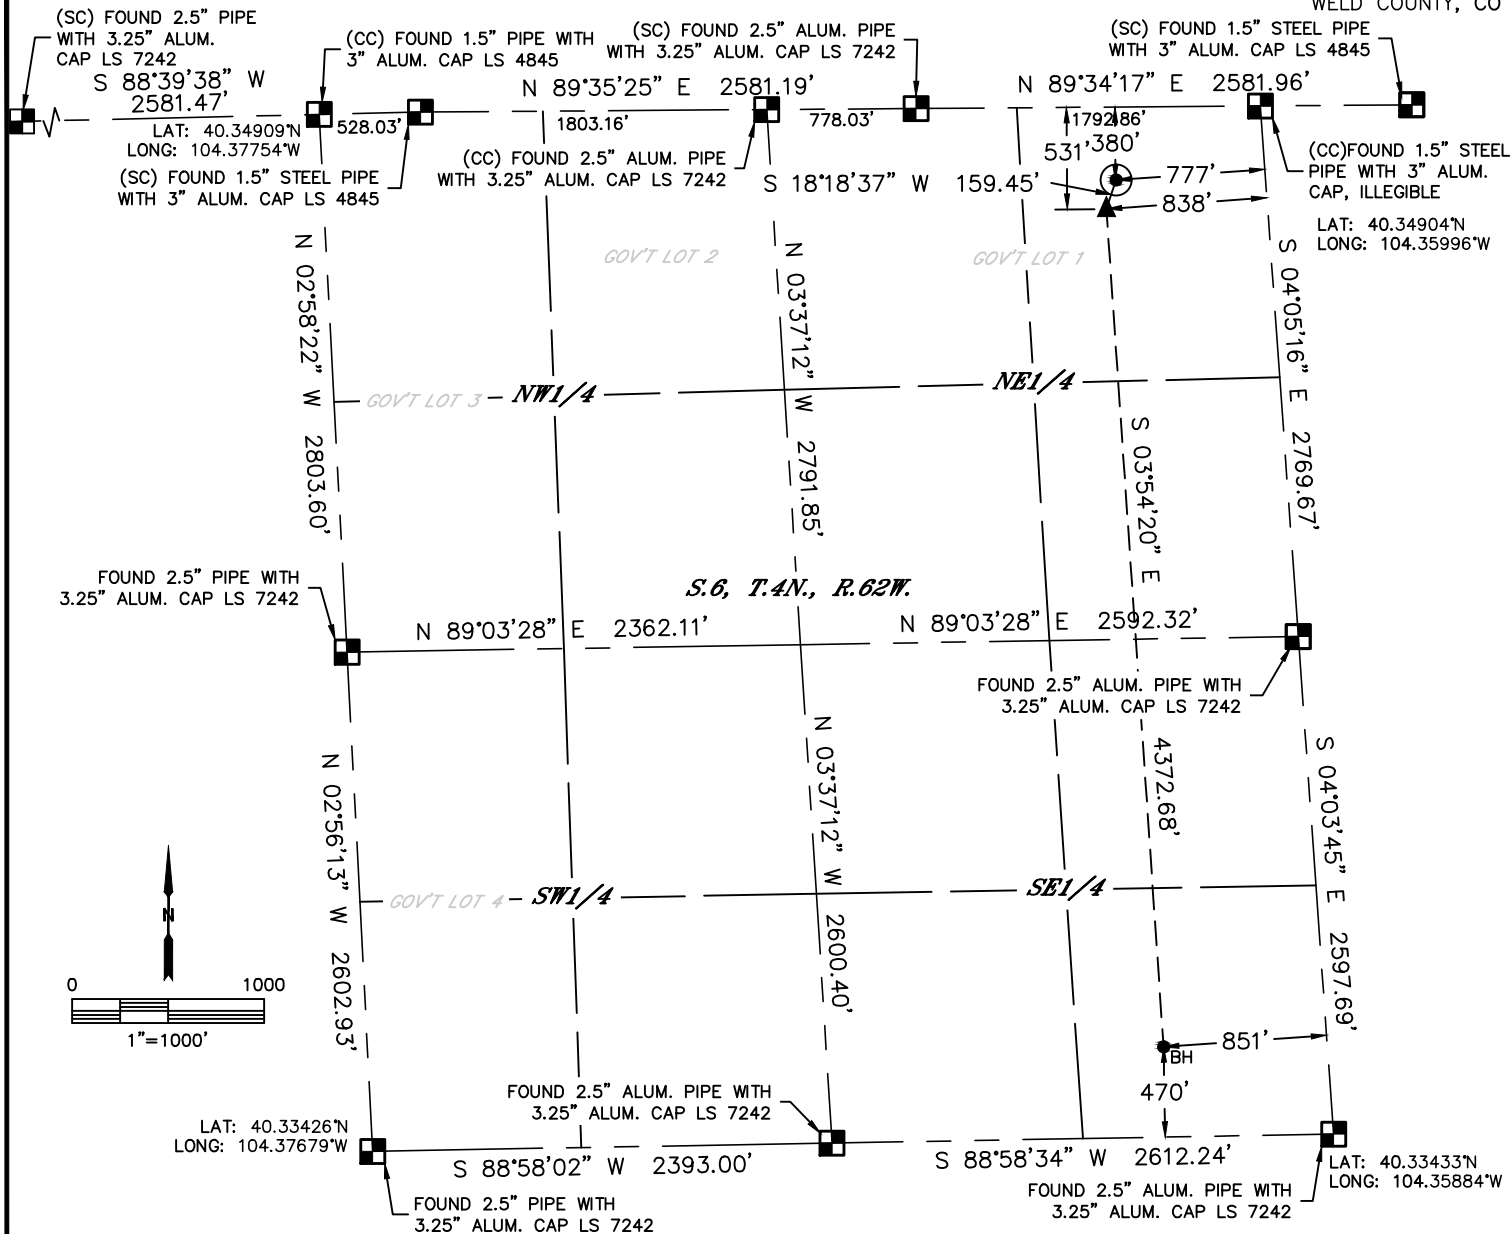 WELD COUNTY, CO
(SC) FOUND 2.5" PIPE
WITH 3.25" ALUM.
CAP LS 7242
(CC) FOUND 1.5" PIPE WITH
3" ALUM. CAP LS 4845
(SC) FOUND 2.5" ALUM. PIPE
WITH 3.25" ALUM. CAP LS 7242
(SC) FOUND 1.5" STEEL PIPE
WITH 3" ALUM. CAP LS 4845
S 88°39'38" W
2581.47'
N 89°35'25" E 2581.19'
N 89°34'17" E 2581.96'
LAT: 40.34909°N
LONG: 104.37754°W
528.03'
1803.16'
778.03'
1792.86'
(SC) FOUND 1.5" STEEL PIPE
WITH 3" ALUM. CAP LS 4845
(CC) FOUND 2.5" ALUM. PIPE
WITH 3.25" ALUM. CAP LS 7242
531'
380'
777'
838'
S 18°18'37" W 159.45'
(CC)FOUND 1.5" STEEL
PIPE WITH 3" ALUM.
CAP, ILLEGIBLE
LAT: 40.34904°N
LONG: 104.35996°W
GOV'T LOT 2
GOV'T LOT 1
N 02°58'22" W 2803.60'
N 03°37'12" W 2791.85'
S 04°05'16" E 2769.67'
GOV'T LOT 3
NW1/4
NE1/4
S 03°54'20" E 4372.68'
FOUND 2.5" PIPE WITH
3.25" ALUM. CAP LS 7242
S.6, T.4N., R.62W.
N 89°03'28" E 2362.11'
N 89°03'28" E 2592.32'
FOUND 2.5" ALUM. PIPE WITH
3.25" ALUM. CAP LS 7242
N 02°56'13" W 2602.93'
N 03°37'12" W 2600.40'
S 04°03'45" E 2597.69'
GOV'T LOT 4
SW1/4
SE1/4
N
0 1000
1"=1000'
851'
BH
470'
FOUND 2.5" ALUM. PIPE WITH
3.25" ALUM. CAP LS 7242
LAT: 40.33426°N
LONG: 104.37679°W
S 88°58'02" W 2393.00'
S 88°58'34" W 2612.24'
LAT: 40.33433°N
LONG: 104.35884°W
FOUND 2.5" PIPE WITH
3.25" ALUM. CAP LS 7242
FOUND 2.5" ALUM. PIPE WITH
3.25" ALUM. CAP LS 7242